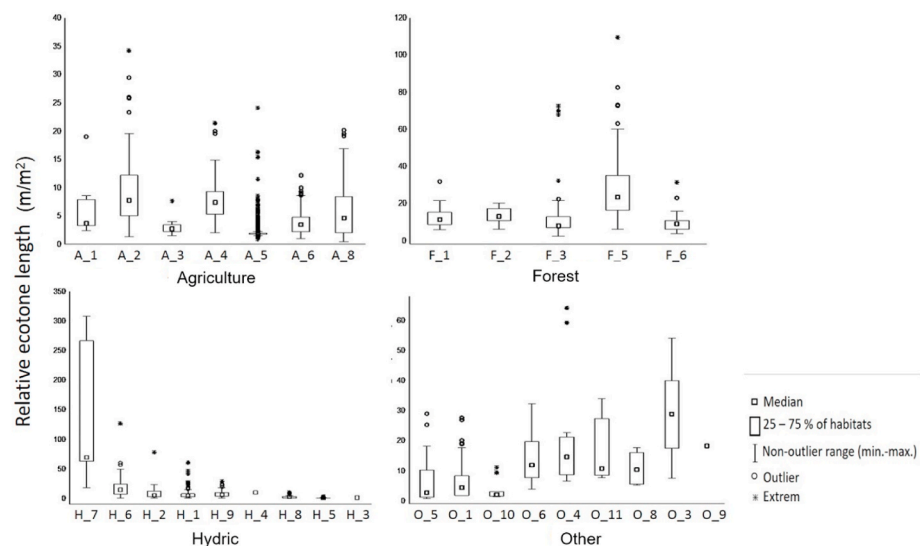 Relative ecotone length (m/m²)
40
35
30
25
20
15
10
5
0
A_1 A_2 A_3 A_4 A_5 A_6 A_8
Agriculture
120
100
80
60
40
20
0
F_1 F_2 F_3 F_5 F_6
Forest
350
300
250
200
150
100
50
0
H_7 H_6 H_2 H_1 H_9 H_4 H_8 H_5 H_3
Hydric
60
50
40
30
20
10
0
O_5 O_1 O_10 O_6 O_4 O_11 O_8 O_3 O_9
Other
Median
25 – 75 % of habitats
Non-outlier range (min.-max.)
Outlier
Extrem